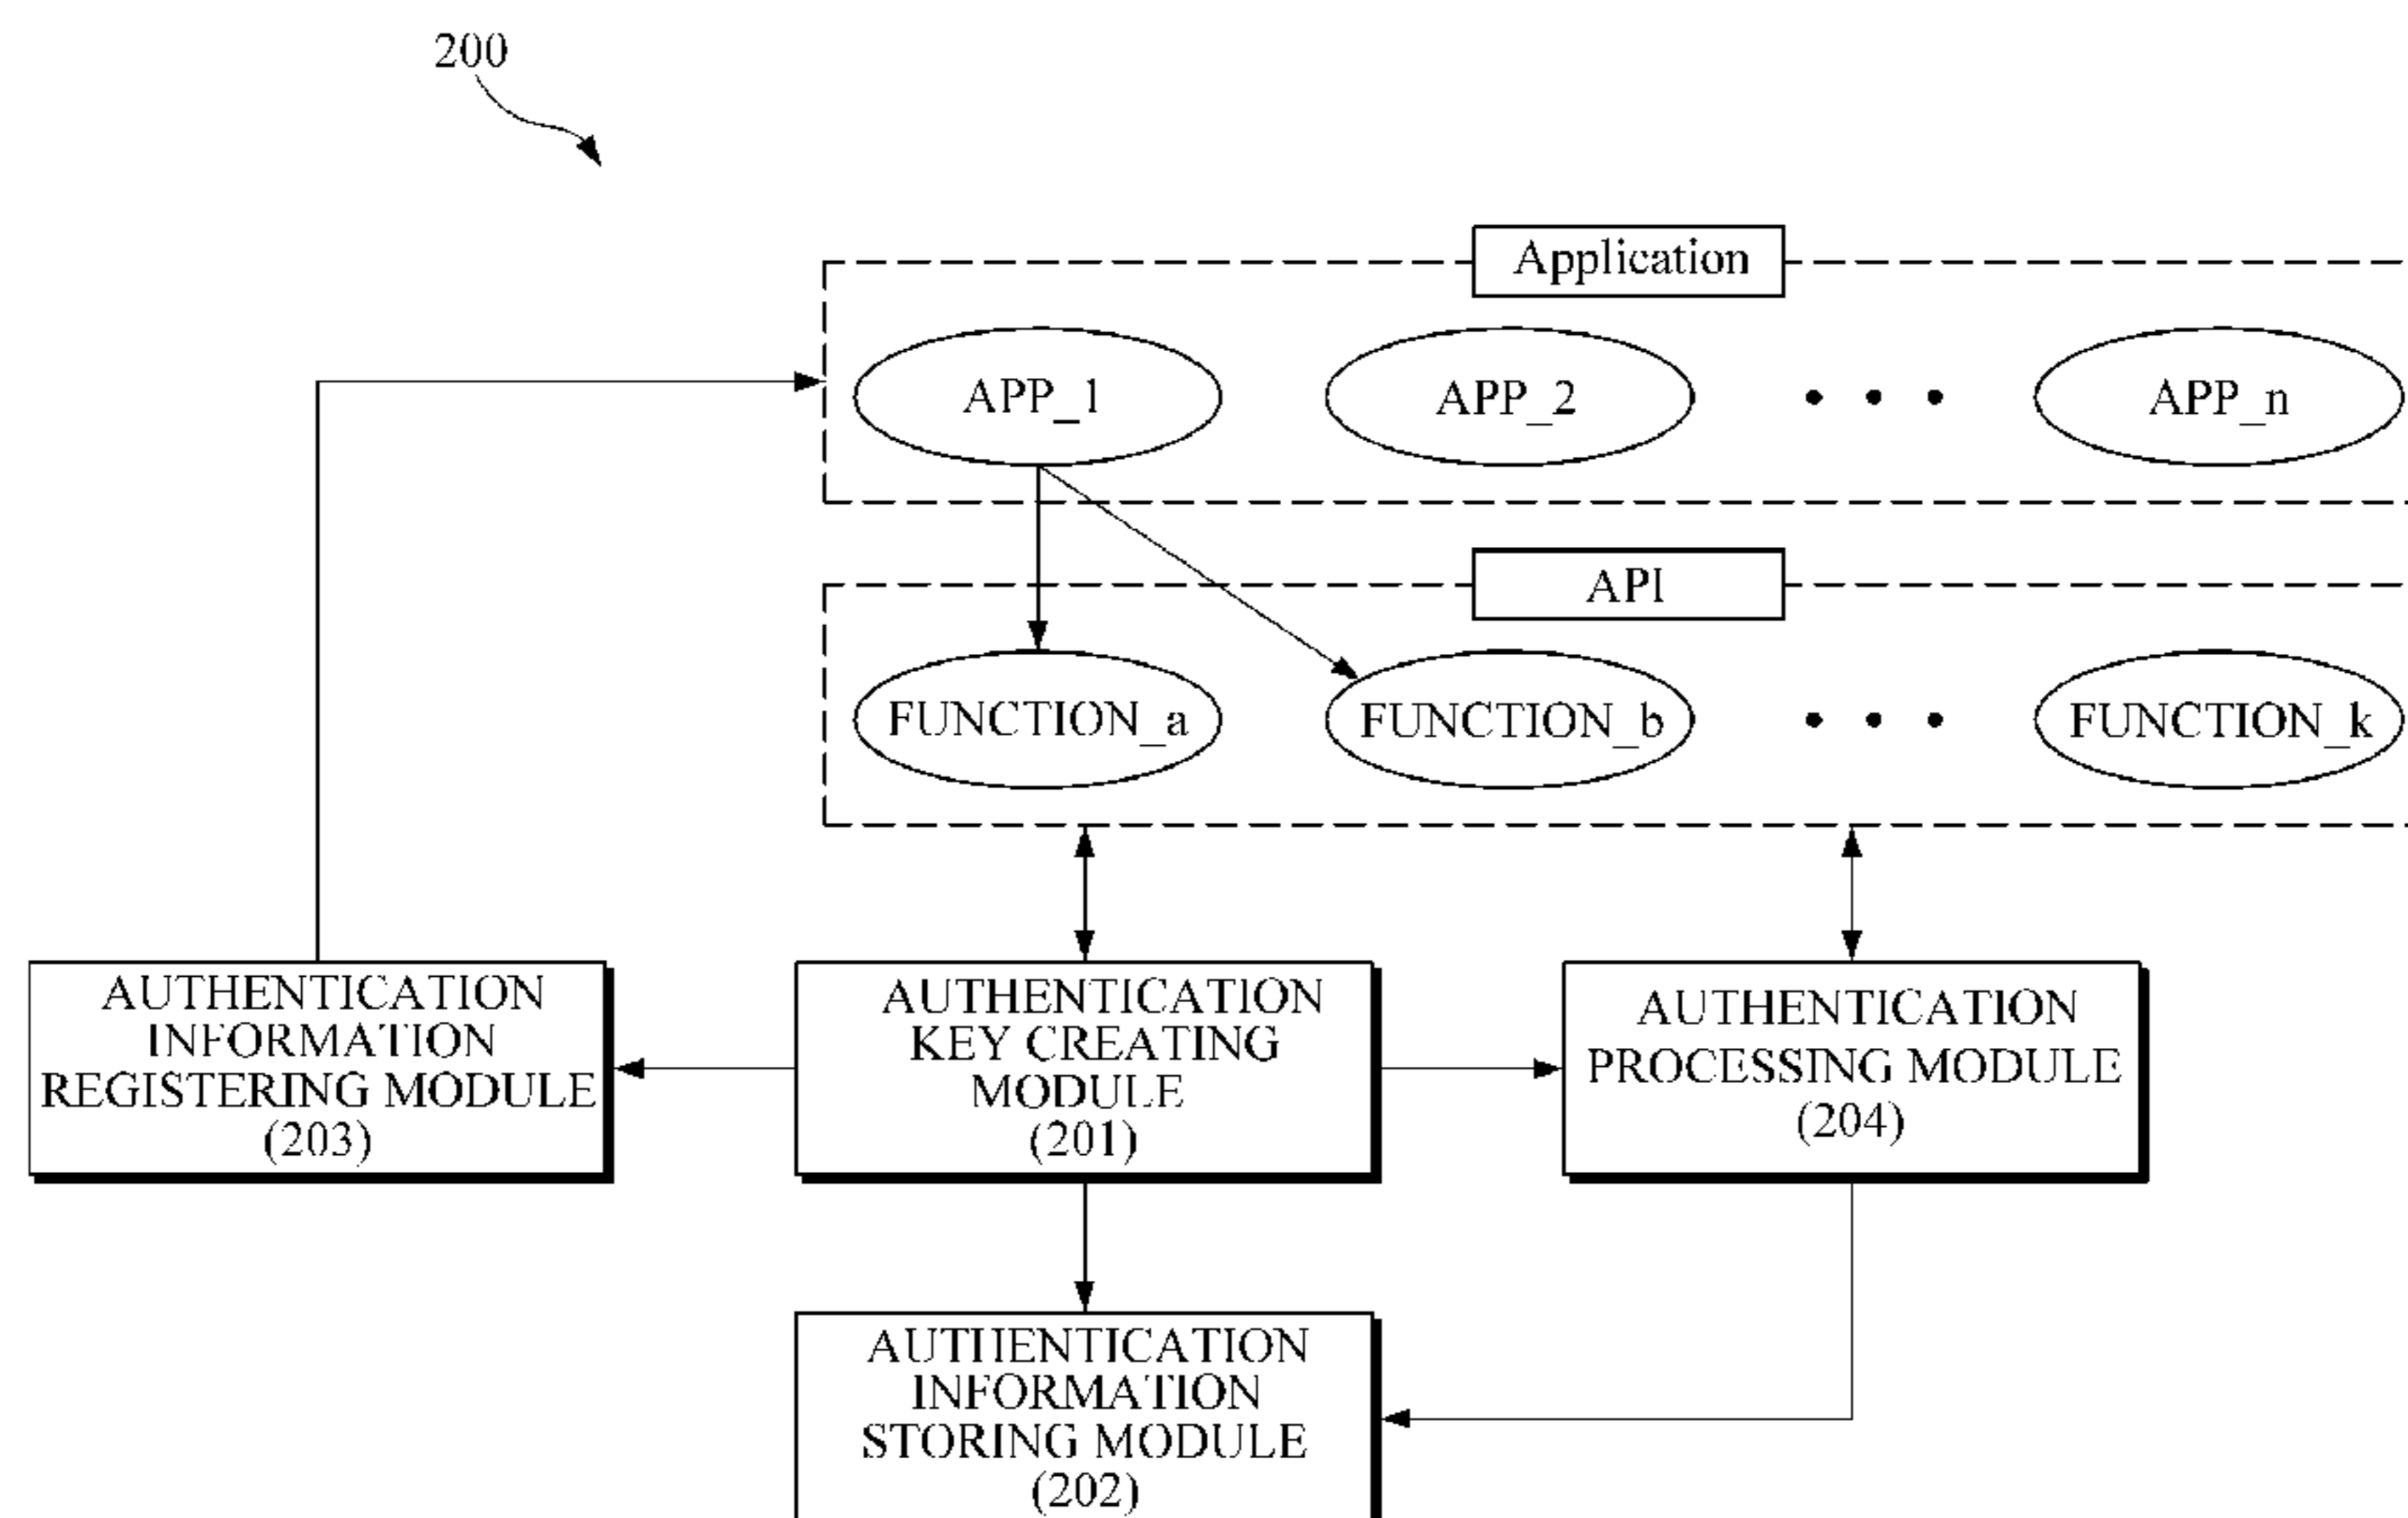 200
Application
APP_1
APP_2
• • •
APP_n
API
FUNCTION_a
FUNCTION_b
• • •
FUNCTION_k
AUTHENTICATION
INFORMATION
REGISTERING MODULE
(203)
AUTHENTICATION
KEY CREATING
MODULE
(201)
AUTHENTICATION
PROCESSING MODULE
(204)
AUTHENTICATION
INFORMATION
STORING MODULE
(202)